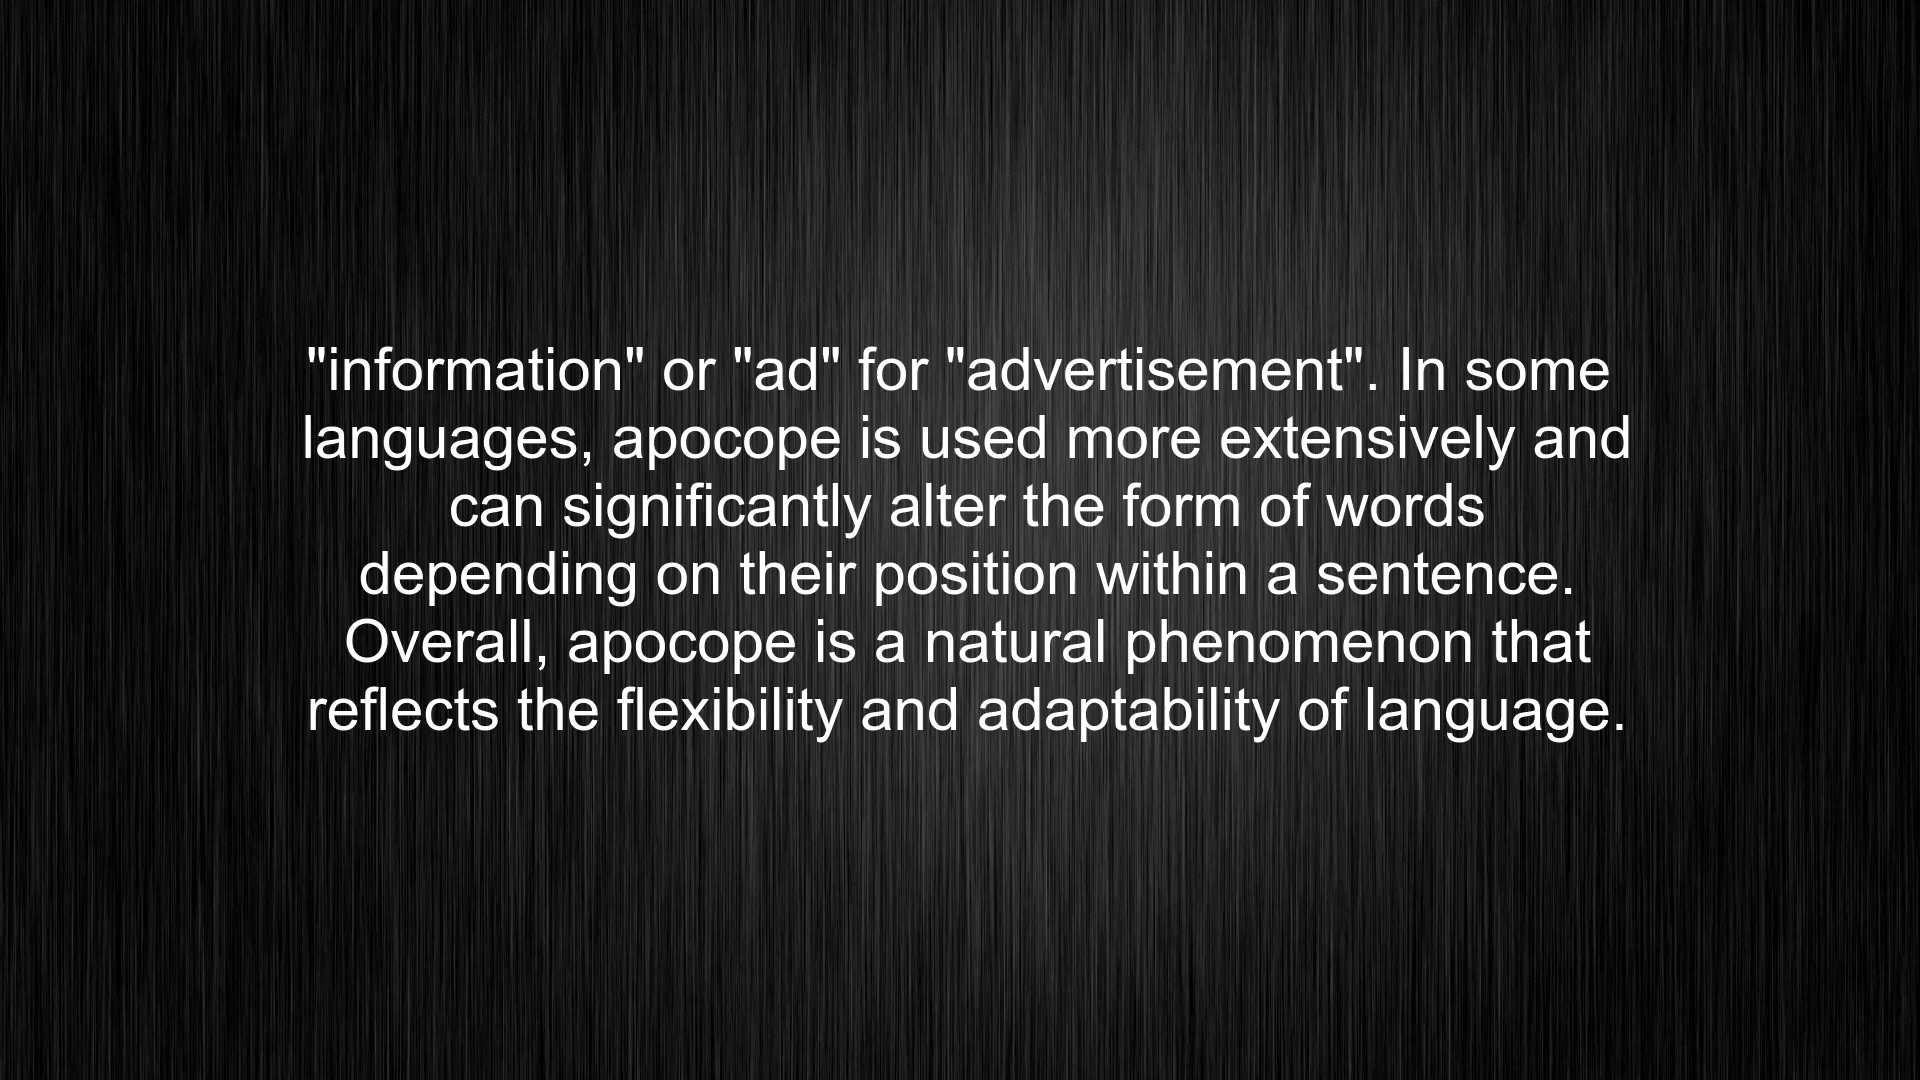 "information" or "ad" for "advertisement". In some
languages, apocope is used more extensively and
can significantly alter the form of words
depending on their position within a sentence.
Overall, apocope is a natural phenomenon that
reflects the flexibility and adaptability of language.